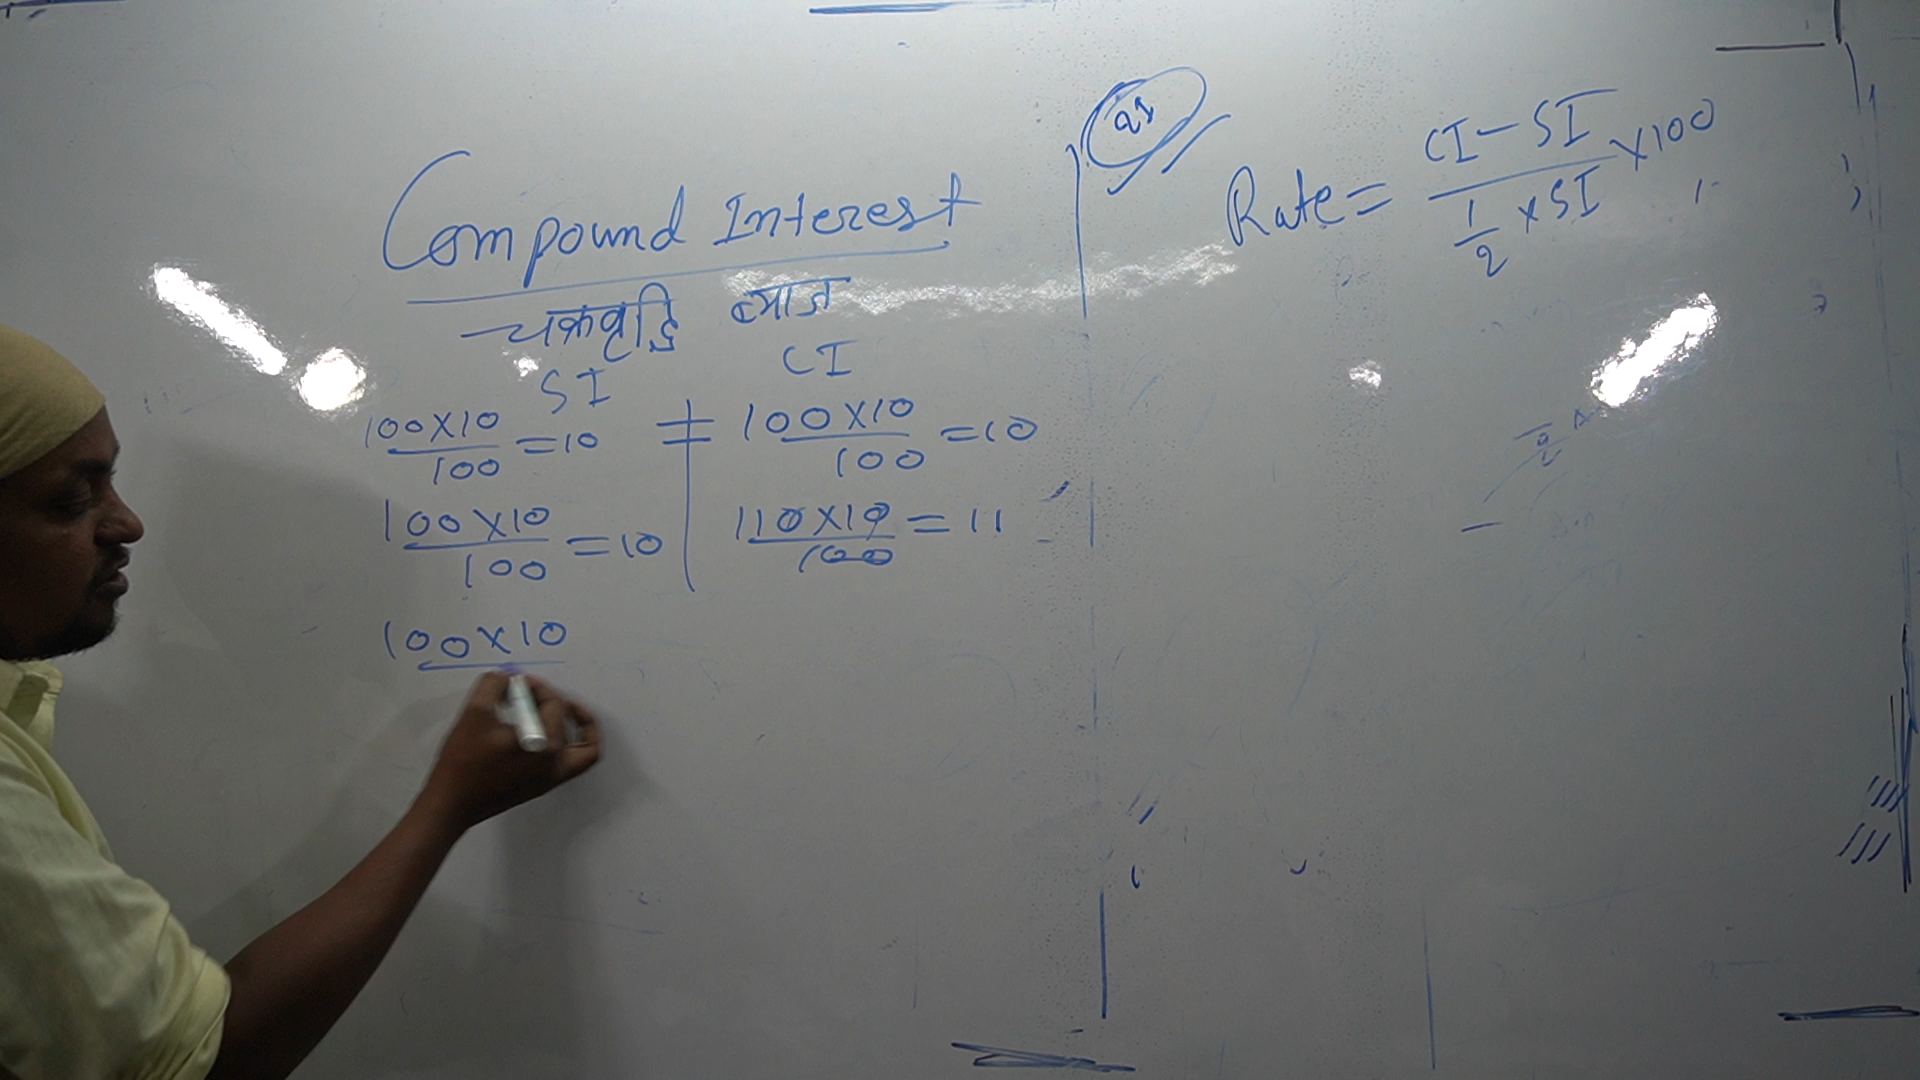 Compound Interest
चक्रवृद्धि ब्याज
SI CI
100×10/100 = 10 ≠ 100×10/100 = 10
100×10/100 = 10 110×10/100 = 11
100×10
Rate = CI - SI / 1/2 × SI × 100